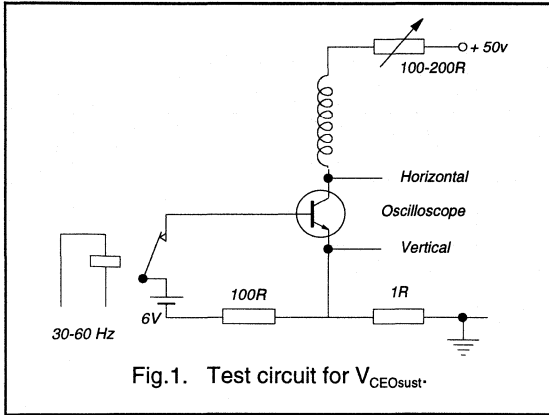 + 50v
100-200R
Horizontal
Oscilloscope
Vertical
100R
1R
6V
30-60 Hz
Fig.1. Test circuit for VCEOsust.